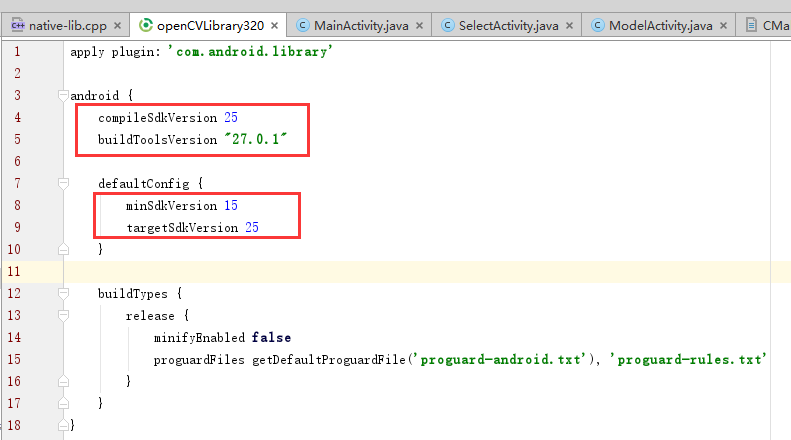 native-lib.cpp × openCVLibrary320 × MainActivity.java × SelectActivity.java × ModelActivity.java × CMa
1 apply plugin: 'com.android.library'
2
3 android {
4 compileSdkVersion 25
5 buildToolsVersion "27.0.1"
6
7 defaultConfig {
8 minSdkVersion 15
9 targetSdkVersion 25
10 }
11
12 buildTypes {
13 release {
14 minifyEnabled false
15 proguardFiles getDefaultProguardFile('proguard-android.txt'), 'proguard-rules.txt'
16 }
17 }
18 }